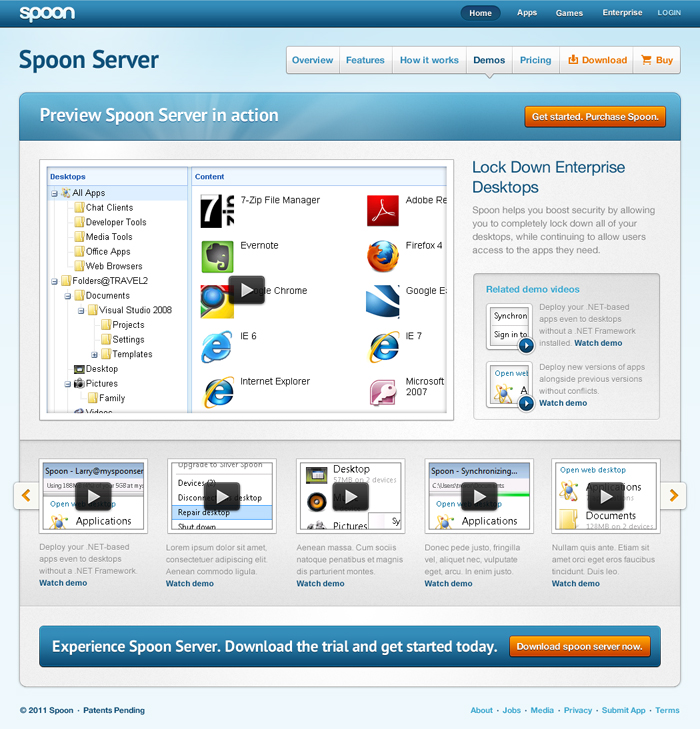 spoon
Home Apps Games Enterprise LOGIN
Spoon Server
Overview Features How it works Demos Pricing Download Buy
Preview Spoon Server in action
Get started. Purchase Spoon.
Desktops
All Apps
Chat Clients
Developer Tools
Media Tools
Office Apps
Web Browsers
Folders@TRAVEL2
Documents
Visual Studio 2008
Projects
Settings
Templates
Desktop
Pictures
Family
Videos
Content
7-Zip File Manager
Adobe Re
Evernote
Firefox 4
Chrome
Google E
IE 6
IE 7
Internet Explorer
Microsoft
2007
Lock Down Enterprise
Desktops
Spoon helps you boost security by allowing
you to completely lock down all of your
desktops, while continuing to allow users
access to the apps they need.
Related demo videos
Synchron
Sign in to
Deploy your .NET-based
apps even to desktops
without a .NET Framework
installed. Watch demo
Open web
Deploy new versions of apps
alongside previous versions
without conflicts.
Watch demo
Spoon - Larry@myspoonser
Open web
Applications
Deploy your .NET-based
apps even to desktops
without a .NET Framework.
Watch demo
Upgrade to Silver Spoon
Devices (2)
desktop
Repair desktop
Shut down
Lorem ipsum dolor sit amet,
consectetuer adipiscing elit.
Aenean commodo ligula.
Watch demo
Desktop
57MB on 2 devices
Pictures
Sy
Aenean massa. Cum sociis
natoque penatibus et magnis
dis parturient montes.
Watch demo
Spoon - Synchronizing...
Open web
Applications
Donec pede justo, fringilla
vel, aliquet nec, vulputate
eget, arcu. In enim justo.
Watch demo
Open web desktop
Applications
on 2 devices
Documents
128MB on 2 devices
Nullam quis ante. Etiam sit
amet orci eget eros faucibus
tincidunt. Duis leo.
Watch demo
Experience Spoon Server. Download the trial and get started today.
Download spoon server now.
© 2011 Spoon · Patents Pending
About · Jobs · Media · Privacy · Submit App · Terms